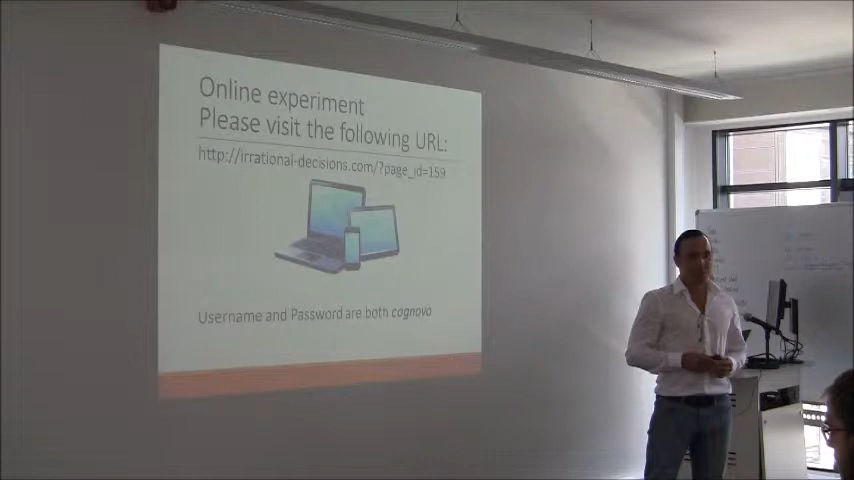 Online experiment
Please visit the following URL:
http://irrational-decisions.com/?page_id=159
Username and Password are both cognovo